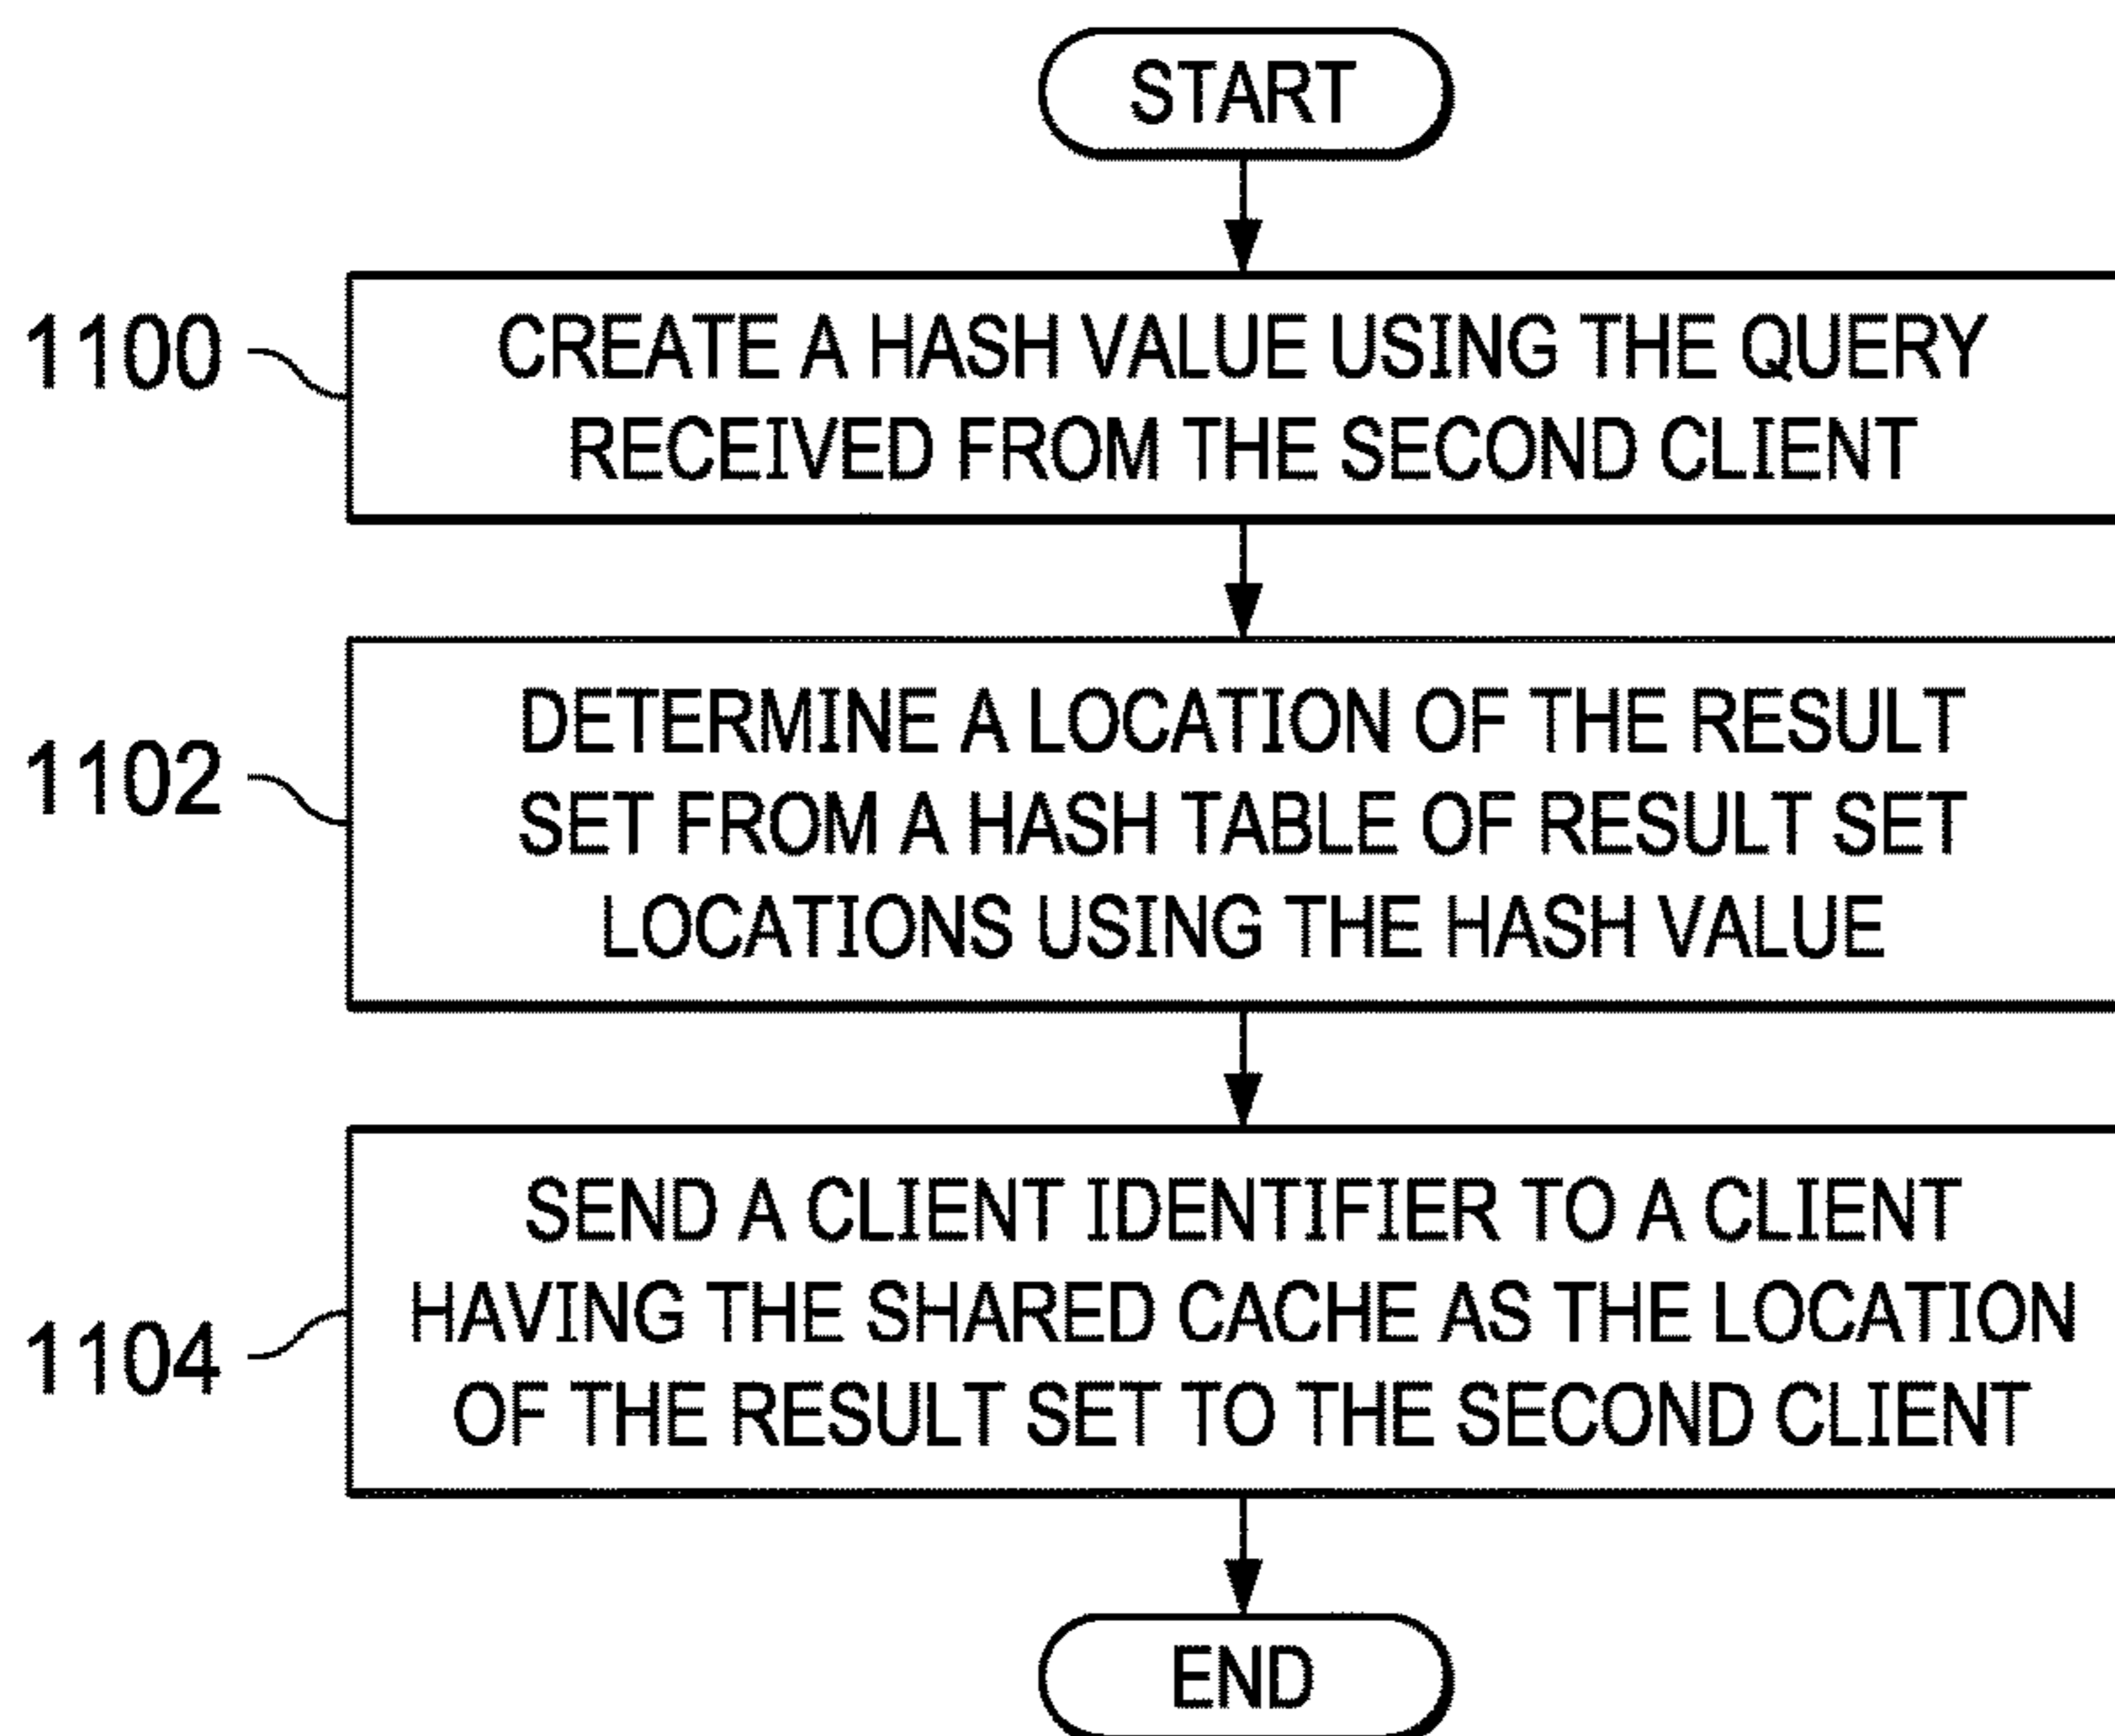 START
1100
CREATE A HASH VALUE USING THE QUERY
RECEIVED FROM THE SECOND CLIENT
1102
DETERMINE A LOCATION OF THE RESULT
SET FROM A HASH TABLE OF RESULT SET
LOCATIONS USING THE HASH VALUE
1104
SEND A CLIENT IDENTIFIER TO A CLIENT
HAVING THE SHARED CACHE AS THE LOCATION
OF THE RESULT SET TO THE SECOND CLIENT
END